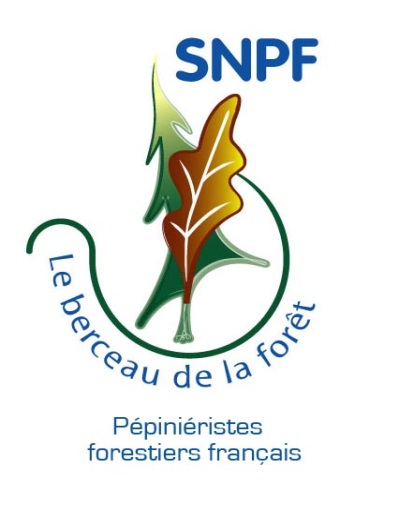 SNPF
Le berceau de la forêt
Pépiniéristes
forestiers français